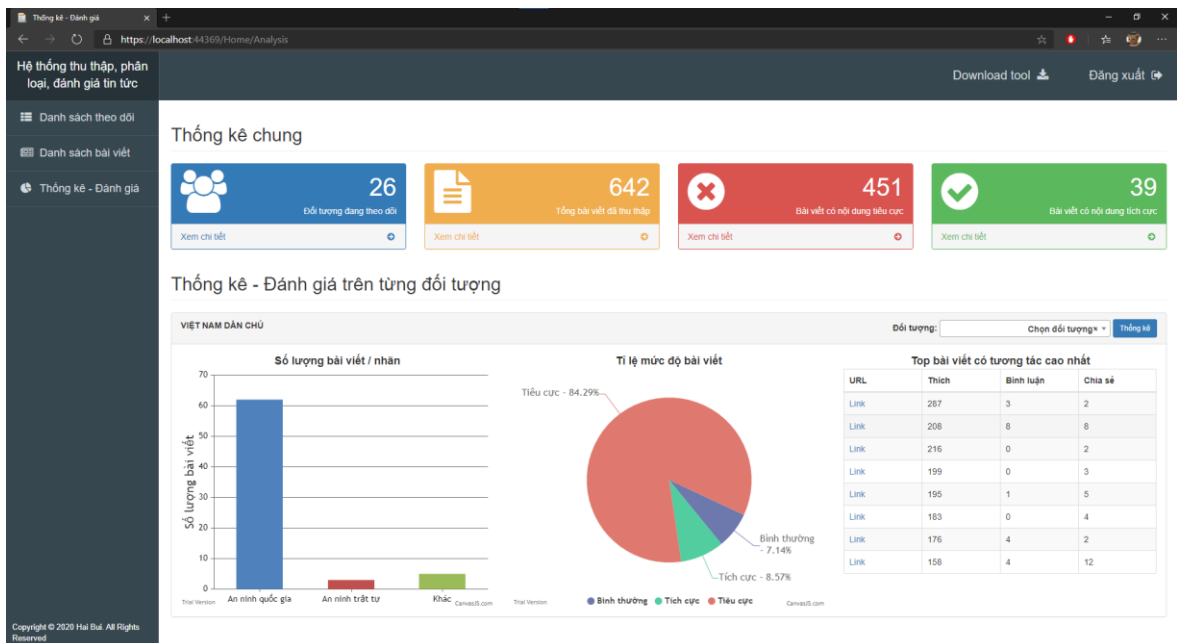 Thống kê - Đánh giá
https://localhost:44369/Home/Analysis
Hệ thống thu thập, phân
loại, đánh giá tin tức
Download tool
Đăng xuất
Danh sách theo dõi
Danh sách bài viết
Thống kê - Đánh giá
Thống kê chung
26
Đối tượng đang theo dõi
Xem chi tiết
642
Tổng bài viết đã thu thập
Xem chi tiết
451
Bài viết có nội dung tiêu cực
Xem chi tiết
39
Bài viết có nội dung tích cực
Xem chi tiết
Thống kê - Đánh giá trên từng đối tượng
VIỆT NAM DÂN CHỦ
Đối tượng:
Chọn đối tượng×
Thống kê
Số lượng bài viết / nhãn
Số lượng bài viết
70
60
50
40
30
20
10
0
An ninh quốc gia
An ninh trật tự
Khác
Trial Version
CanvasJS.com
Tỉ lệ mức độ bài viết
Tiêu cực - 84.29%
Bình thường
- 7.14%
Tích cực - 8.57%
Trial Version
Bình thường Tích cực Tiêu cực
CanvasJS.com
Top bài viết có tương tác cao nhất
URL Thích Bình luận Chia sẻ
Link 287 3 2
Link 208 8 8
Link 216 0 2
Link 199 0 3
Link 195 1 5
Link 183 0 4
Link 176 4 2
Link 158 4 12
Copyright © 2020 Hai Bui. All Rights
Reserved